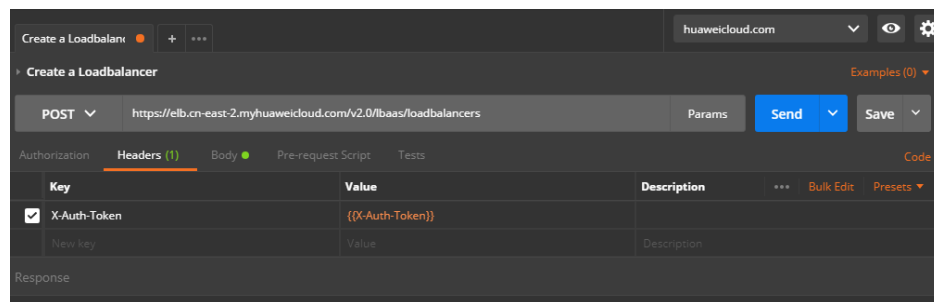 Create a Loadbalanc + ••• huaweicloud.com
Create a Loadbalancer Examples (0)
POST https://elb.cn-east-2.myhuaweicloud.com/v2.0/lbaas/loadbalancers Params Send Save
Authorization Headers (1) Body Pre-request Script Tests Code
Key Value Description ••• Bulk Edit Presets
X-Auth-Token {{X-Auth-Token}}
New key Value Description
Response